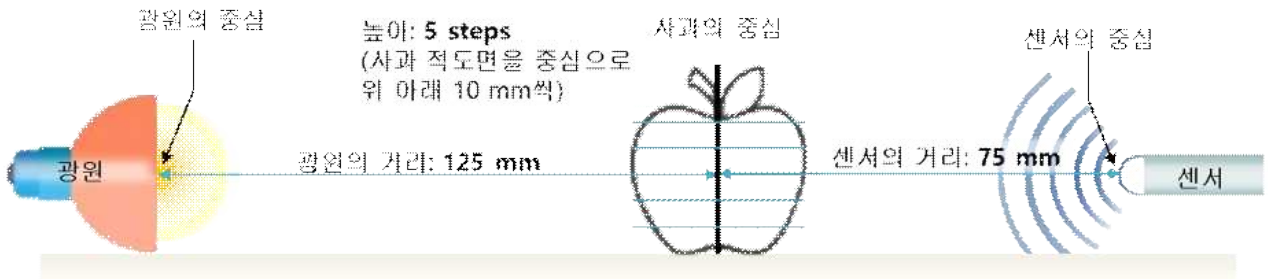 광원의 중심
높이: 5 steps
(사과 적도면을 중심으로
위 아래 10 mm씩)
사과의 중심
센서의 중심
광원
광원의 거리: 125 mm
센서의 거리: 75 mm
센서